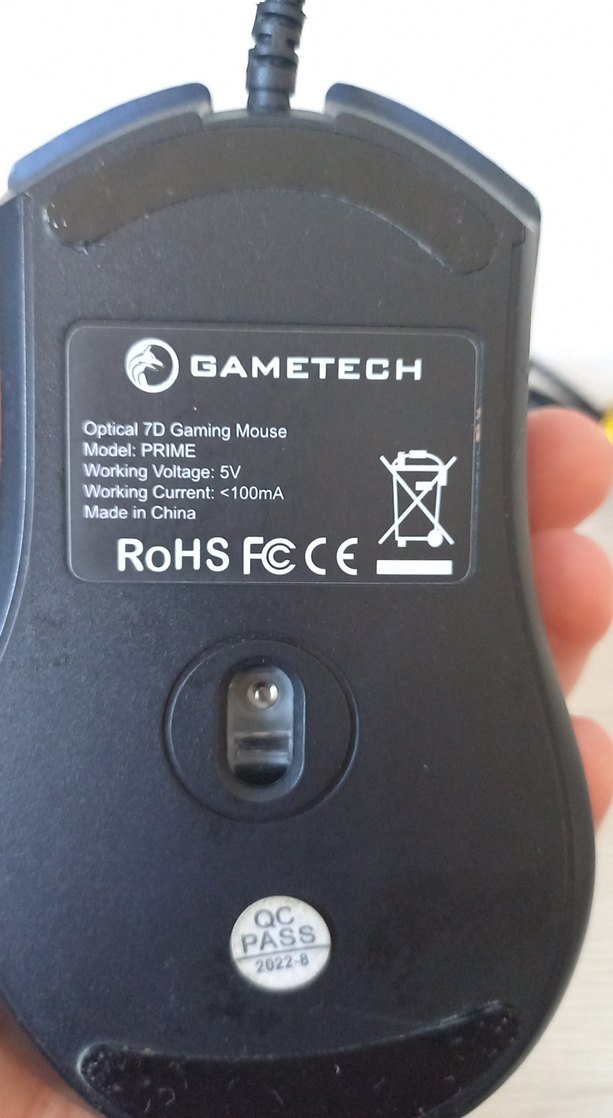 GAMETECH
Optical 7D Gaming Mouse
Model: PRIME
Working Voltage: 5V
Working Current: <100mA
Made in China
RoHS FC CE
QC
PASS
2022-8